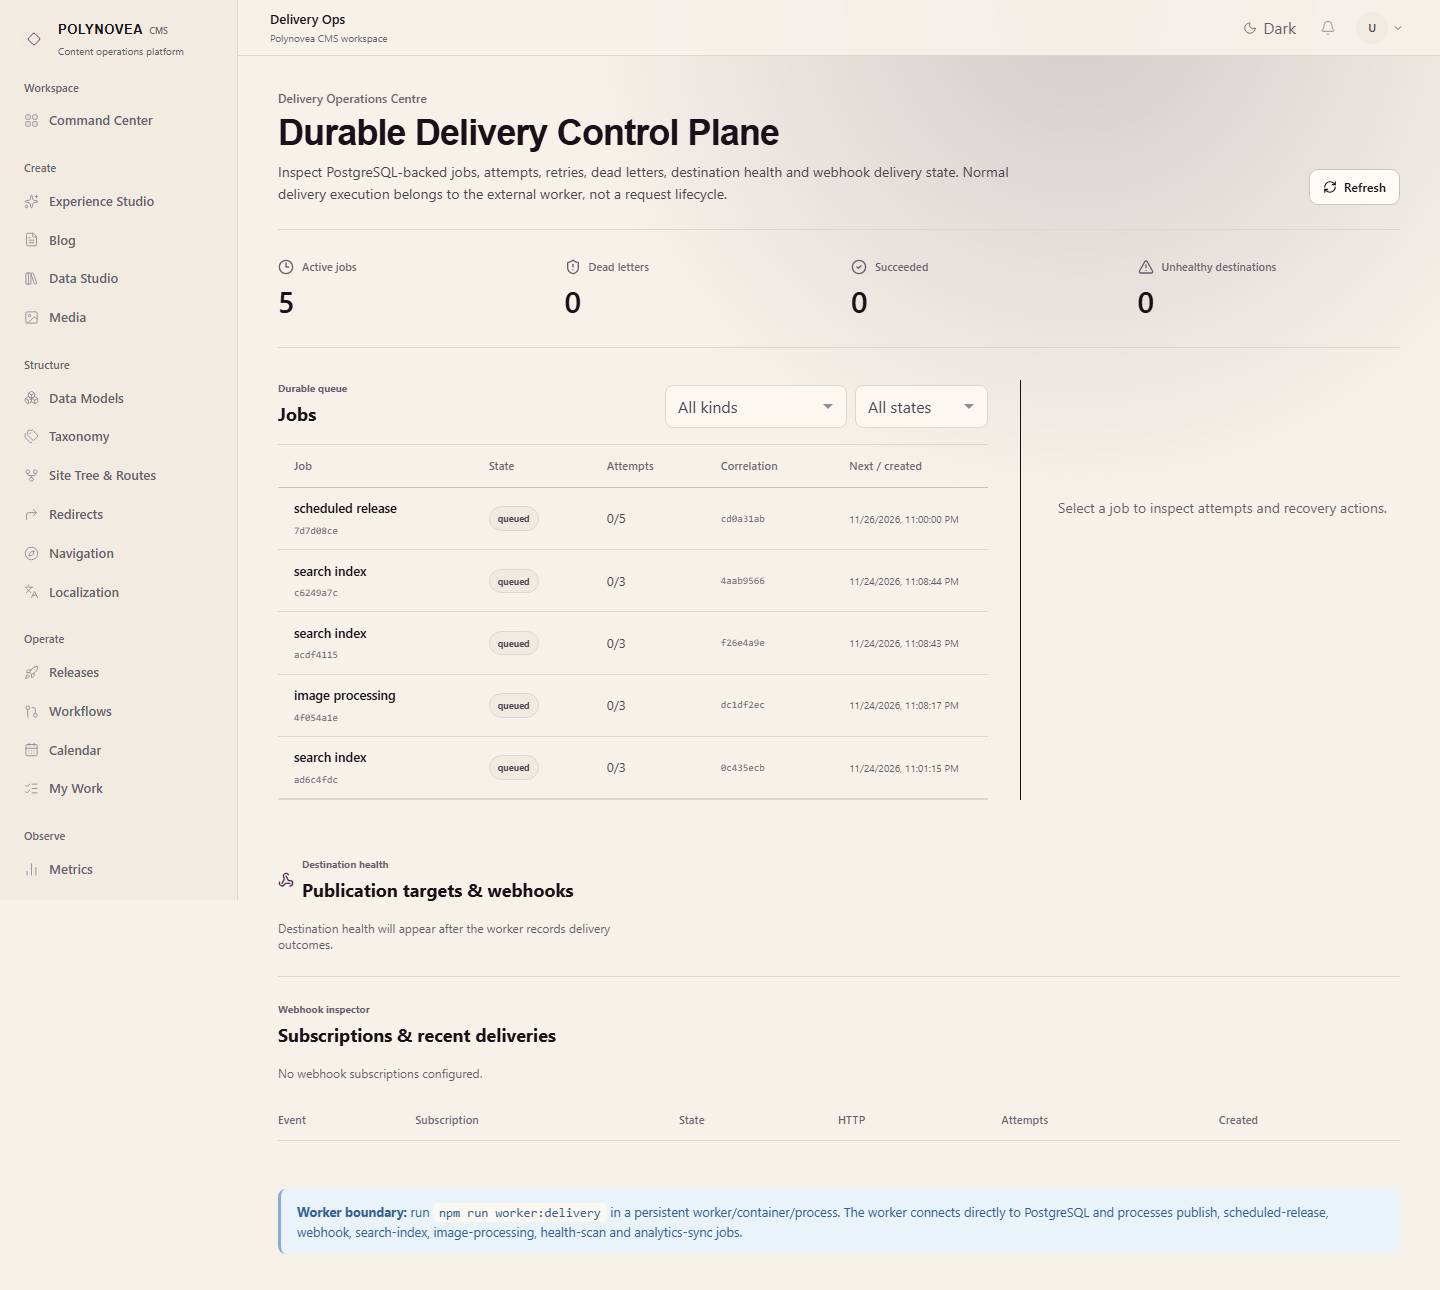 POLYNOVEA CMS
Content operations platform
Workspace
Command Center
Create
Experience Studio
Blog
Data Studio
Media
Structure
Data Models
Taxonomy
Site Tree & Routes
Redirects
Navigation
Localization
Operate
Releases
Workflows
Calendar
My Work
Observe
Metrics
Delivery Ops
Polynovea CMS workspace
Dark
U
Delivery Operations Centre
Durable Delivery Control Plane
Inspect PostgreSQL-backed jobs, attempts, retries, dead letters, destination health and webhook delivery state. Normal
delivery execution belongs to the external worker, not a request lifecycle.
Refresh
Active jobs
5
Dead letters
0
Succeeded
0
Unhealthy destinations
0
Durable queue
Jobs
All kinds
All states
Job State Attempts Correlation Next / created
scheduled release
7d7d08ce
queued 0/5 cd0a31ab 11/26/2026, 11:00:00 PM
search index
c6249a7c
queued 0/3 4aab9566 11/24/2026, 11:08:44 PM
search index
acdf4115
queued 0/3 f26e4a9e 11/24/2026, 11:08:43 PM
image processing
4f054a1e
queued 0/3 dc1df2ec 11/24/2026, 11:08:17 PM
search index
ad6c4fdc
queued 0/3 0c435ecb 11/24/2026, 11:01:15 PM
Select a job to inspect attempts and recovery actions.
Destination health
Publication targets & webhooks
Destination health will appear after the worker records delivery
outcomes.
Webhook inspector
Subscriptions & recent deliveries
No webhook subscriptions configured.
Event Subscription State HTTP Attempts Created
Worker boundary: run npm run worker:delivery in a persistent worker/container/process. The worker connects directly to PostgreSQL and processes publish, scheduled-release,
webhook, search-index, image-processing, health-scan and analytics-sync jobs.